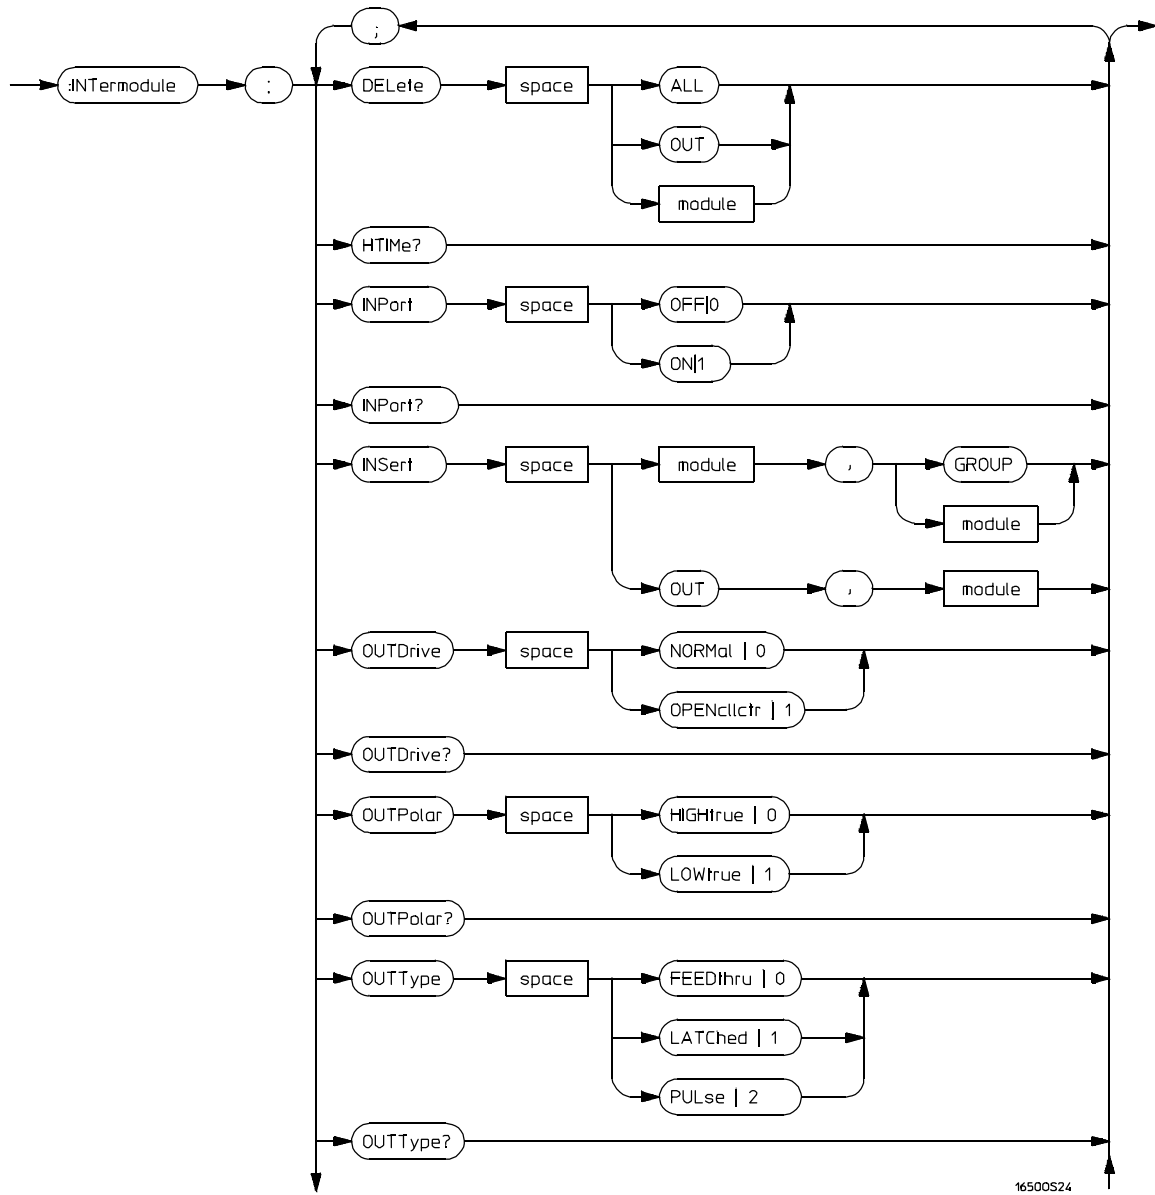 ;
:INTermodule : DELete space ALL
OUT
module
HTIMe?
INPort space OFF|0
ON|1
INPort?
INSert space module , GROUP
module
OUT , module
OUTDrive space NORMal | 0
OPENcllctr | 1
OUTDrive?
OUTPolar space HIGHtrue | 0
LOWtrue | 1
OUTPolar?
OUTType space FEEDthru | 0
LATChed | 1
PULse | 2
OUTType?
16500S24